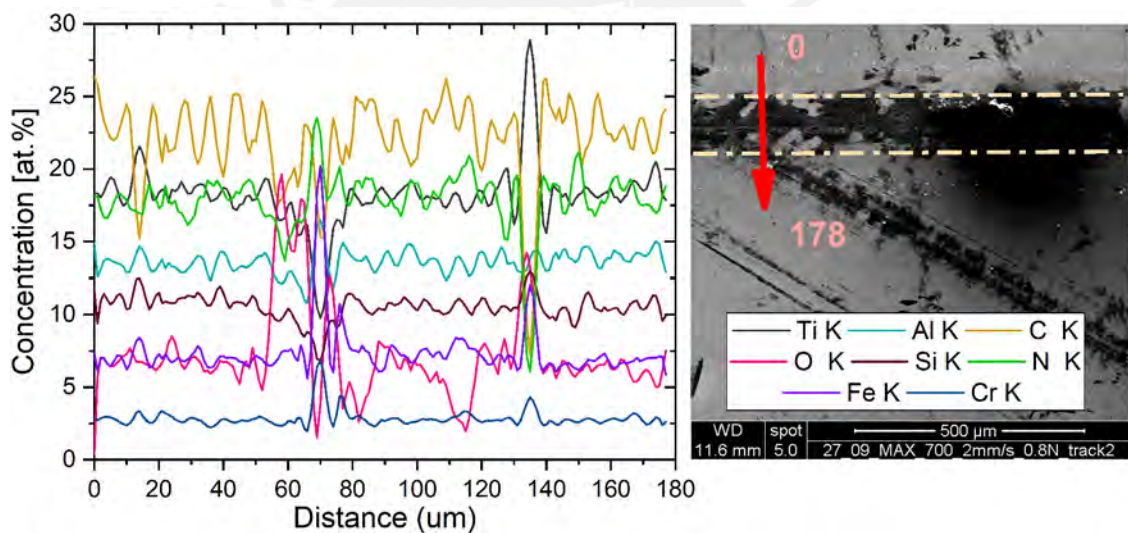 Concentration [at.%]
30
25
20
15
10
5
0
0 20 40 60 80 100 120 140 160 180
Distance (um)
0
178
Ti K Al K C K
O K Si K N K
Fe K Cr K
WD spot 500 µm
11.6 mm 5.0 27_09_MAX_700_2mm/s_0.8N_track2